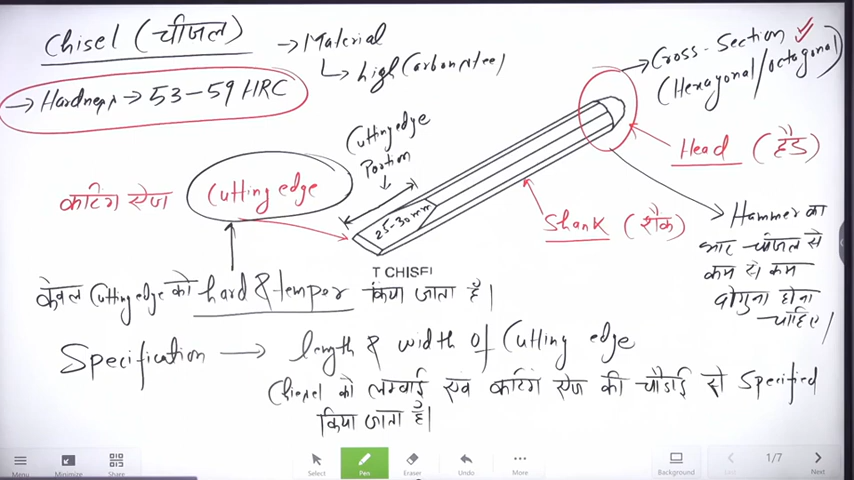 Chisel (चीजल)
→ Material
↳ high Carbon steel
→ Hardness → 53-59 HRC
→ Cross-Section ✓
(Hexagonal/octagonal)
Cutting edge
Portion
Head (हैड)
कटिंग ऐज Cutting edge
25-30mm
Shank (शैंक)
→ Hammer का
भार चीजल से
कम से कम
दोगुना होना
चाहिए।
T CHISEL
केवल Cutting edge को hard & temper किया जाता है।
Specification → length & width of Cutting edge
Chisel को लम्बाई एवं कटिंग ऐज की चौडाई से Specified
किया जाता है।
Menu Minimize Share Select Pen Eraser Undo More Background 1/7 Next